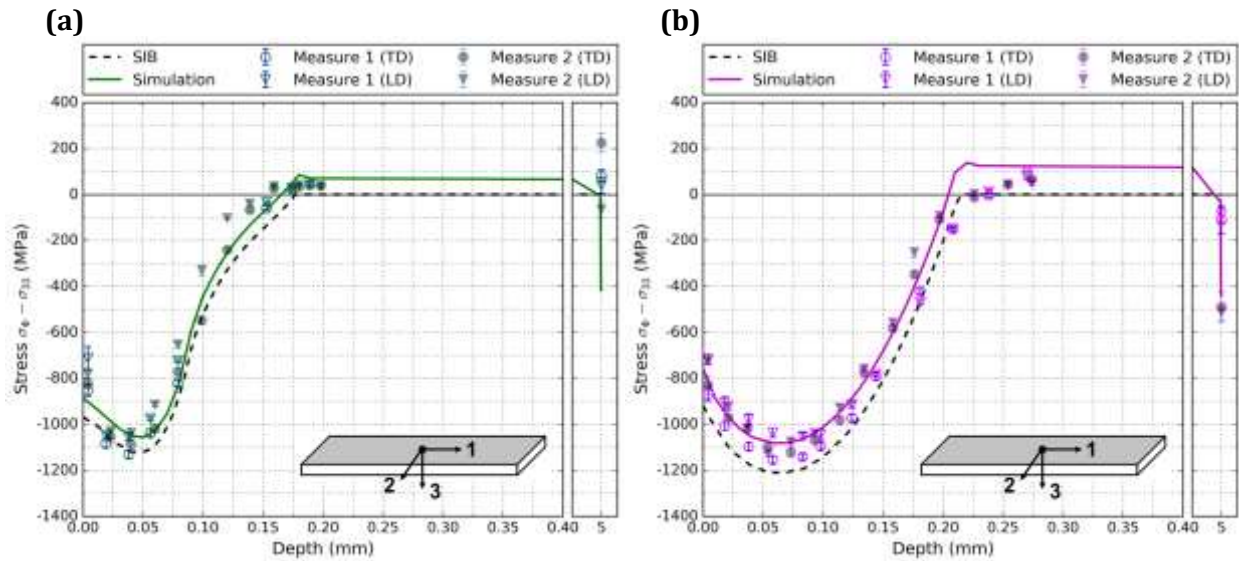 (a)
SIB
Simulation
Measure 1 (TD)
Measure 1 (LD)
Measure 2 (TD)
Measure 2 (LD)
400
200
0
-200
-400
-600
-800
-1000
-1200
-1400
Stress σΦ − σ33 (MPa)
0.00 0.05 0.10 0.15 0.20 0.25 0.30 0.35 0.40 5
Depth (mm)
1
2
3
(b)
SIB
Simulation
Measure 1 (TD)
Measure 1 (LD)
Measure 2 (TD)
Measure 2 (LD)
400
200
0
-200
-400
-600
-800
-1000
-1200
-1400
Stress σΦ − σ33 (MPa)
0.00 0.05 0.10 0.15 0.20 0.25 0.30 0.35 0.40 5
Depth (mm)
1
2
3